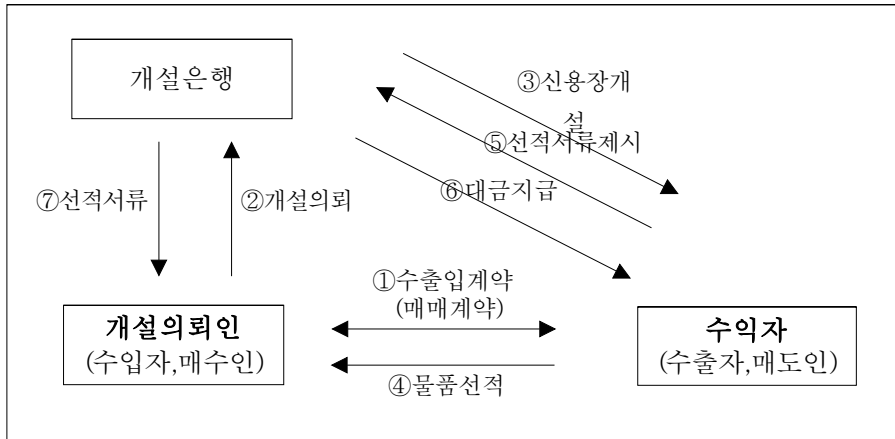 개설은행
③신용장개
설
⑤선적서류제시
⑥대금지급
⑦선적서류
②개설의뢰
①수출입계약
(매매계약)
개설의뢰인
(수입자,매수인)
수익자
(수출자,매도인)
④물품선적